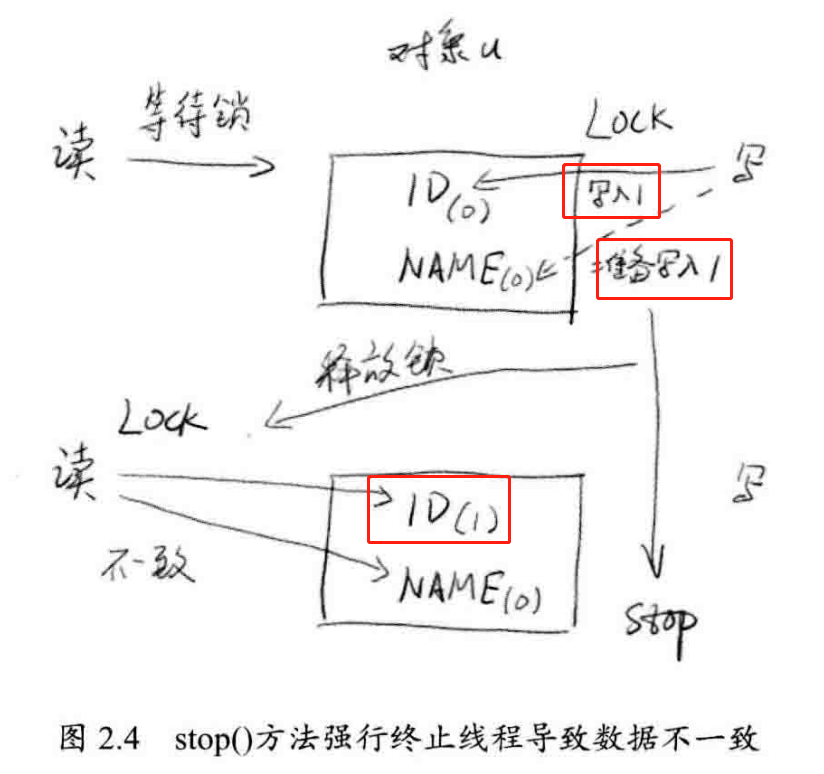 对象u
等待锁
LOCK
读
写
ID(0)
写入1
NAME(0)
准备写入1
释放锁
LOCK
读
写
ID(1)
不一致
NAME(0)
stop
图 2.4 stop()方法强行终止线程导致数据不一致